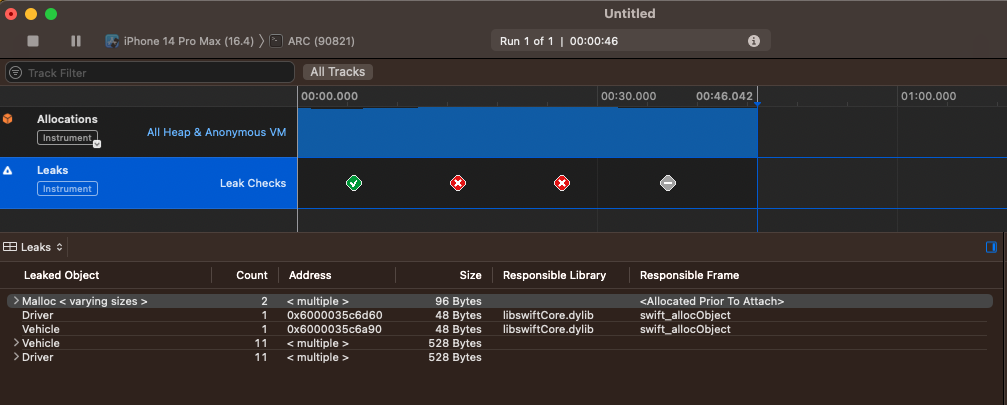 Untitled
iPhone 14 Pro Max (16.4) ARC (90821) Run 1 of 1 | 00:00:46
Track Filter All Tracks
00:00.000 00:30.000 00:46.042 01:00.000
Allocations
Instrument All Heap & Anonymous VM
Leaks
Instrument Leak Checks
Leaks
Leaked Object Count Address Size Responsible Library Responsible Frame
Malloc < varying sizes > 2 < multiple > 96 Bytes <Allocated Prior To Attach>
Driver 1 0x6000035c6d60 48 Bytes libswiftCore.dylib swift_allocObject
Vehicle 1 0x6000035c6a90 48 Bytes libswiftCore.dylib swift_allocObject
Vehicle 11 < multiple > 528 Bytes
Driver 11 < multiple > 528 Bytes